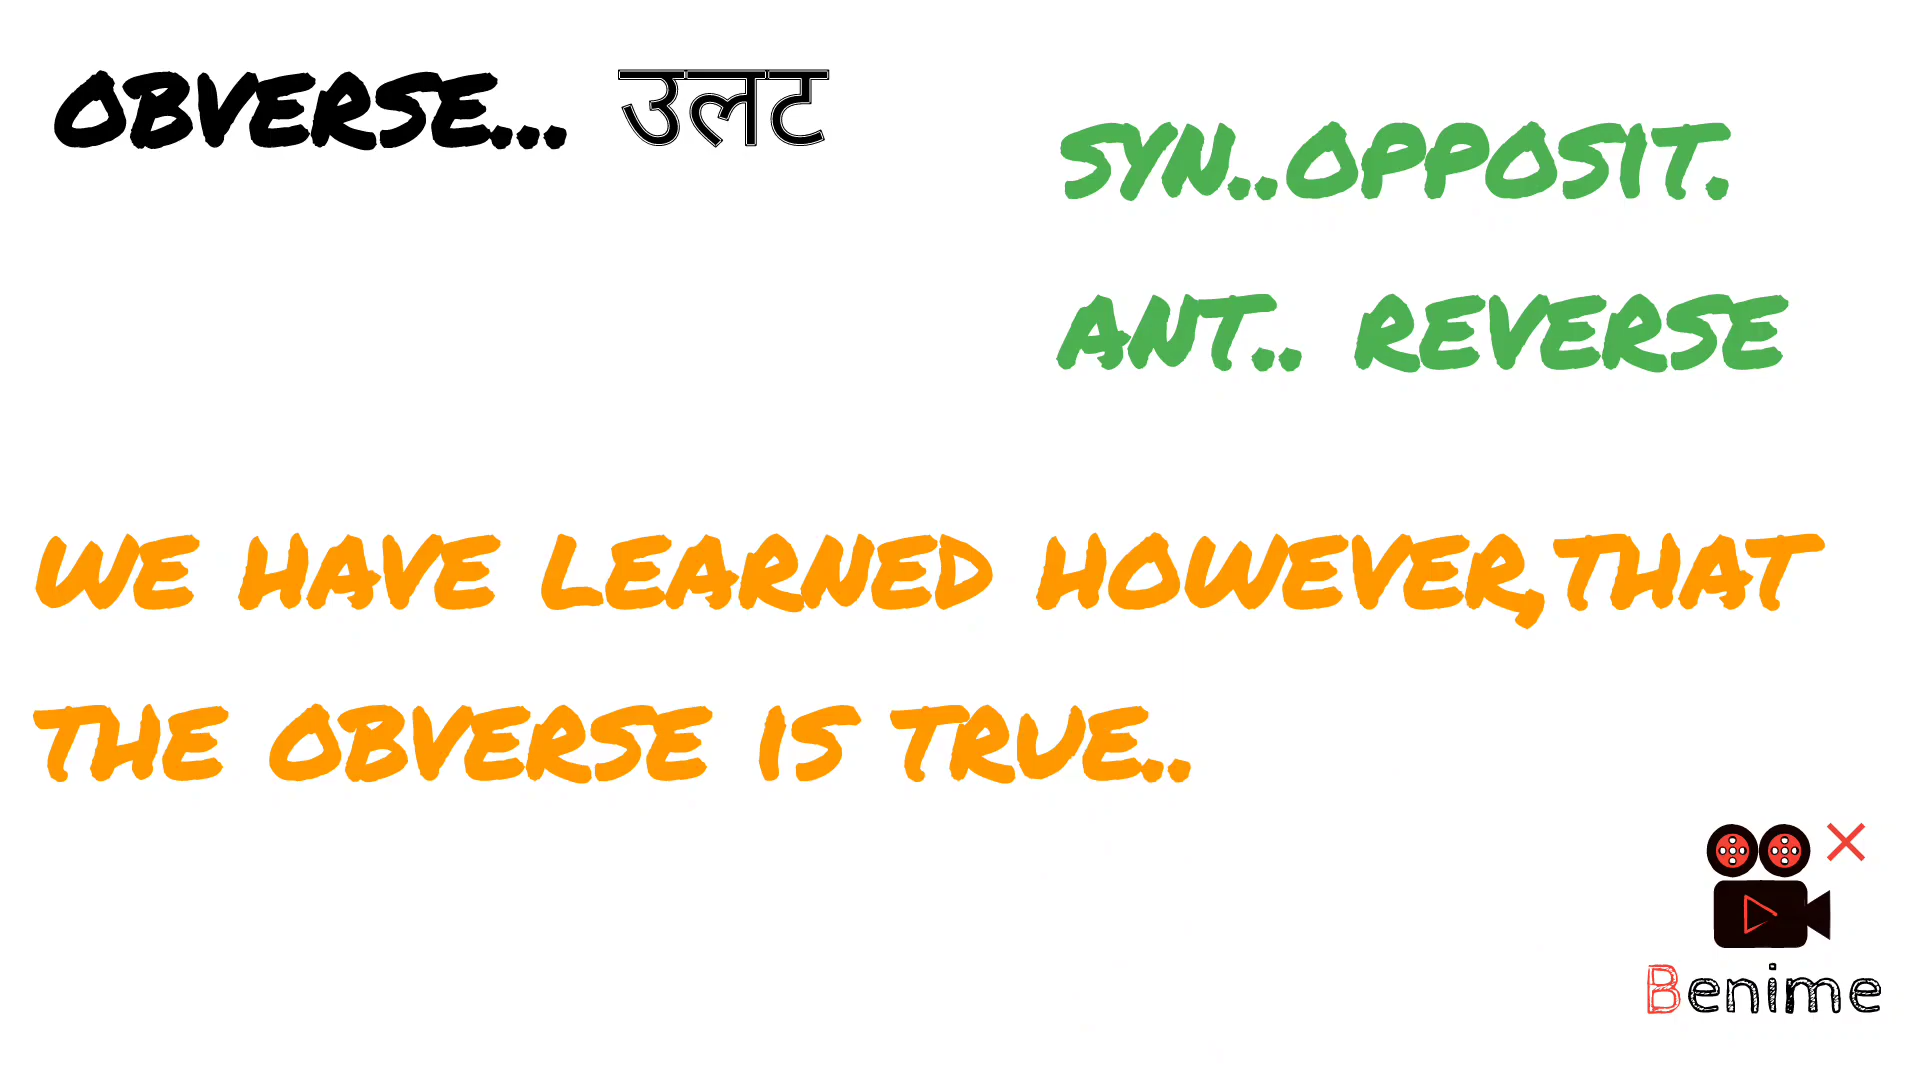 OBVERSE... उलट
SYN..OPPOSIT.
ANT.. REVERSE
WE HAVE LEARNED HOWEVER,THAT
THE OBVERSE IS TRUE..
Benime